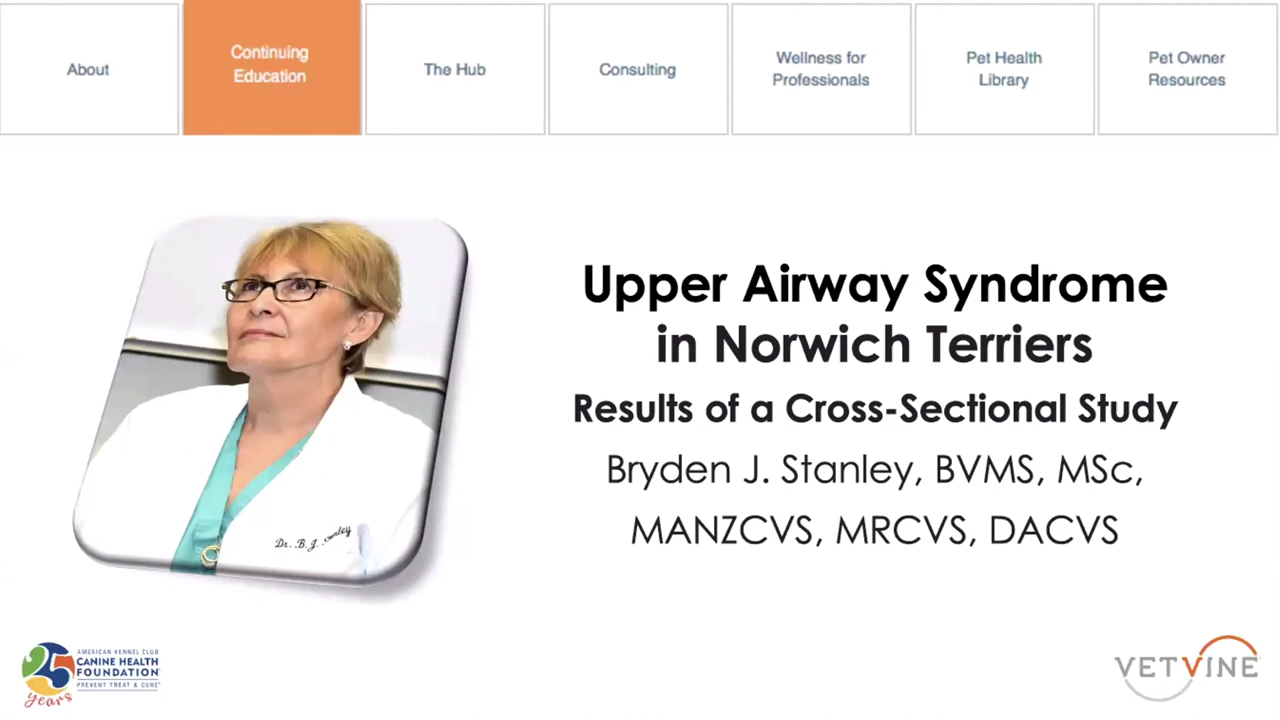 About
Continuing
Education
The Hub
Consulting
Wellness for
Professionals
Pet Health
Library
Pet Owner
Resources
Upper Airway Syndrome
in Norwich Terriers
Results of a Cross-Sectional Study
Bryden J. Stanley, BVMS, MSc,
MANZCVS, MRCVS, DACVS
Dr. B.J.
25
years
AMERICAN KENNEL CLUB
CANINE HEALTH
FOUNDATION
PREVENT TREAT & CURE
VETVINE